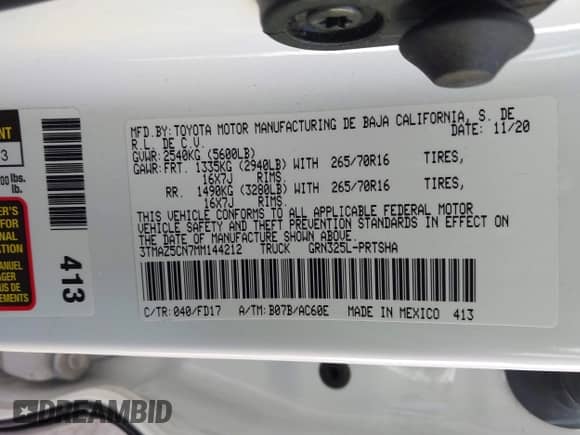 MFD.BY:TOYOTA MOTOR MANUFACTURING DE BAJA CALIFORNIA, S. DE
R.L. DE C.V. DATE: 11/20
GVWR: 2540KG (5600LB)
GAWR: FRT. 1335KG (2940LB) WITH 265/70R16 TIRES,
16X7J RIMS.
RR. 1490KG (3280LB) WITH 265/70R16 TIRES,
16X7J RIMS.
THIS VEHICLE CONFORMS TO ALL APPLICABLE FEDERAL MOTOR
VEHICLE SAFETY AND THEFT PREVENTION STANDARDS IN EFFECT ON
THE DATE OF MANUFACTURE SHOWN ABOVE.
3TMAZ5CN7MM144212 TRUCK GRN325L-PRTSHA
C/TR: 040/FD17 A/TM: B07B/AC60E MADE IN MEXICO 413
413
3
lb.
FOR
DREAMBID